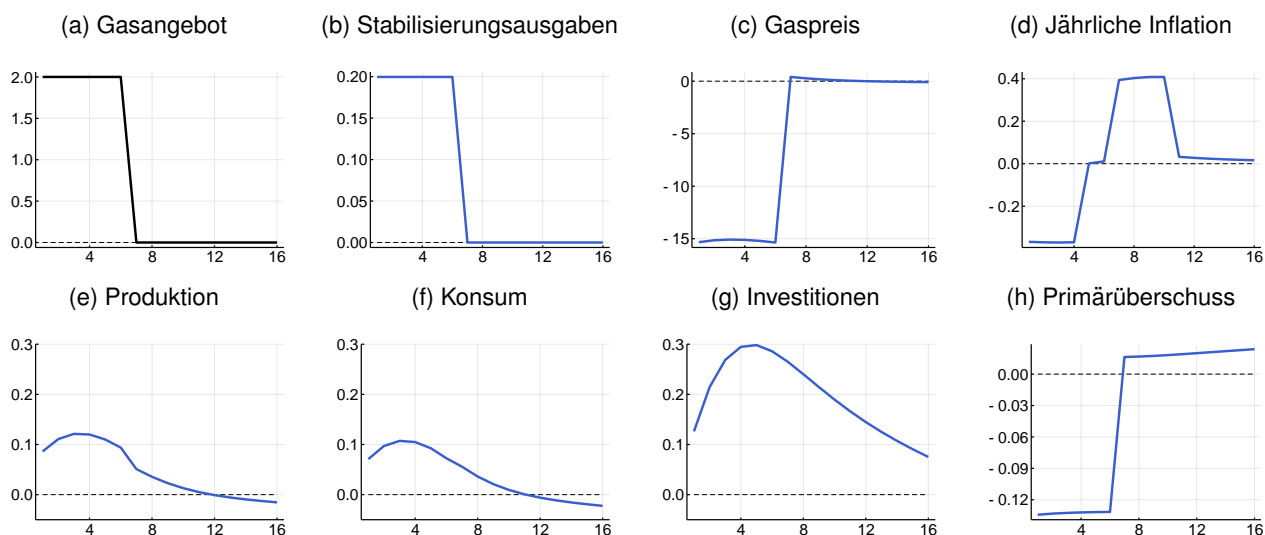 (a) Gasangebot
(b) Stabilisierungsausgaben
(c) Gaspreis
(d) Jährliche Inflation
2.0
1.5
1.0
0.5
0.0
4 8 12 16
0.20
0.15
0.10
0.05
0.00
4 8 12 16
0
- 5
- 10
- 15
4 8 12 16
0.4
0.2
0.0
- 0.2
4 8 12 16
(e) Produktion
(f) Konsum
(g) Investitionen
(h) Primärüberschuss
0.3
0.2
0.1
0.0
4 8 12 16
0.3
0.2
0.1
0.0
4 8 12 16
0.3
0.2
0.1
0.0
4 8 12 16
0.00
- 0.03
- 0.06
- 0.09
- 0.12
4 8 12 16